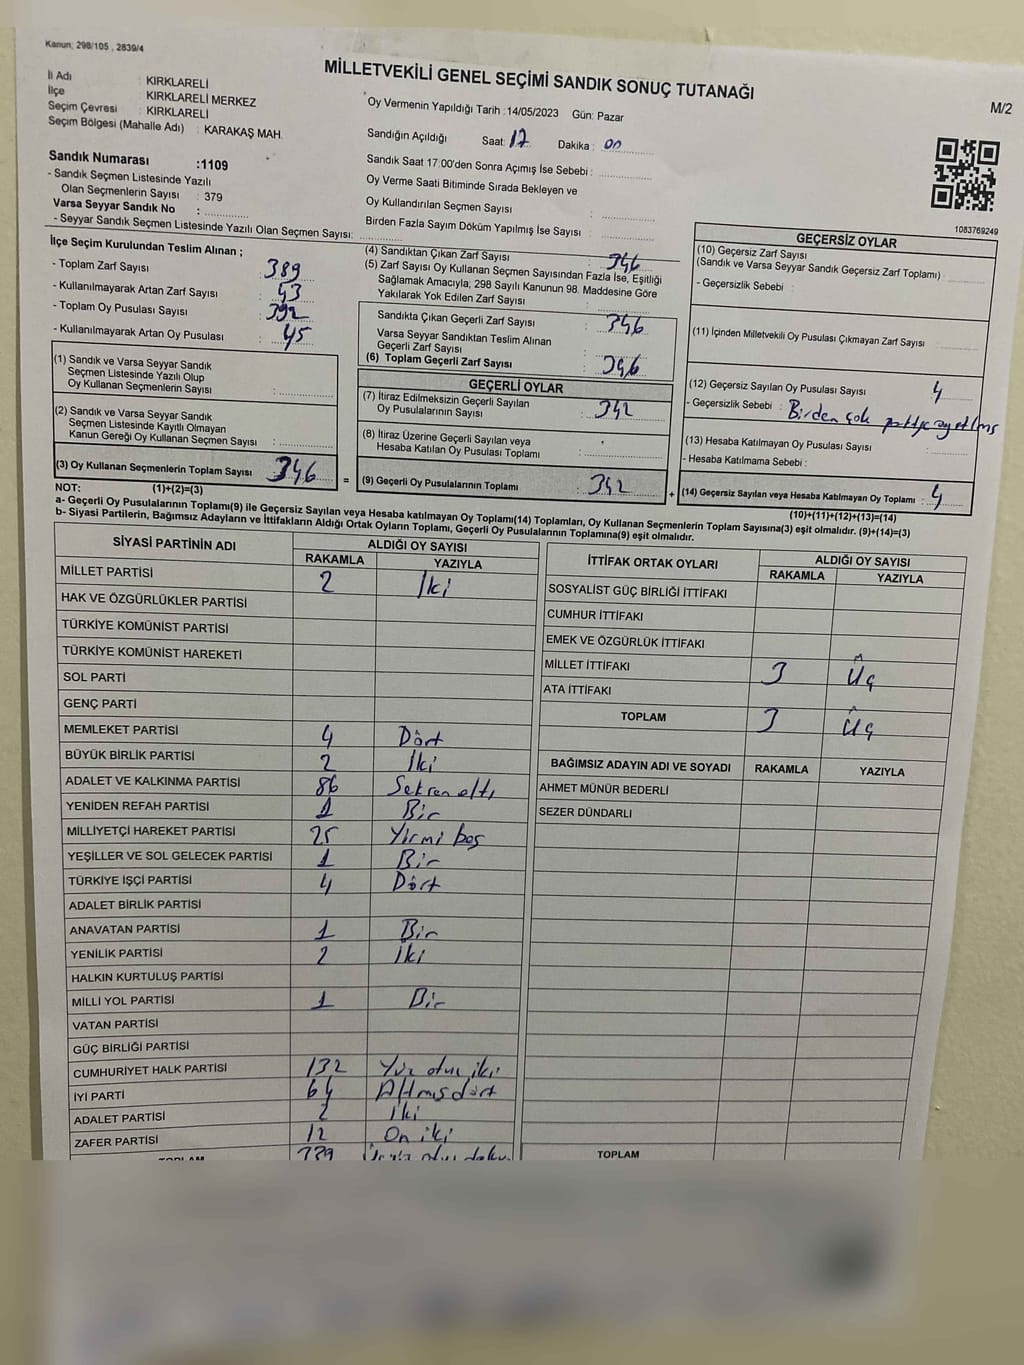 Kanun; 298/105 , 2839/4
MİLLETVEKİLİ GENEL SEÇİMİ SANDIK SONUÇ TUTANAĞI
M/2
İl Adı : KIRKLARELİ
İlçe : KIRKLARELİ MERKEZ
Seçim Çevresi : KIRKLARELİ
Seçim Bölgesi (Mahalle Adı) : KARAKAŞ MAH.
Sandık Numarası :1109
- Sandık Seçmen Listesinde Yazılı
Olan Seçmenlerin Sayısı : 379
Varsa Seyyar Sandık No :
- Seyyar Sandık Seçmen Listesinde Yazılı Olan Seçmen Sayısı:
Oy Vermenin Yapıldığı Tarih :14/05/2023 Gün: Pazar
Sandığın Açıldığı Saat: 17 Dakika : 00
Sandık Saat 17:00'den Sonra Açımış İse Sebebi :
Oy Verme Saati Bitiminde Sırada Bekleyen ve
Oy Kullandırılan Seçmen Sayısı :
Birden Fazla Sayım Döküm Yapılmış İse Sayısı :
1083769249
İlçe Seçim Kurulundan Teslim Alınan ;
- Toplam Zarf Sayısı : 389
- Kullanılmayarak Artan Zarf Sayısı : 43
- Toplam Oy Pusulası Sayısı : 392
- Kullanılmayarak Artan Oy Pusulası : 45
(1) Sandık ve Varsa Seyyar Sandık
Seçmen Listesinde Yazılı Olup
Oy Kullanan Seçmenlerin Sayısı :
(2) Sandık ve Varsa Seyyar Sandık
Seçmen Listesinde Kayıtlı Olmayan
Kanun Gereği Oy Kullanan Seçmen Sayısı :
(3) Oy Kullanan Seçmenlerin Toplam Sayısı 346
(1)+(2)=(3)
(4) Sandıktan Çıkan Zarf Sayısı : 346
(5) Zarf Sayısı Oy Kullanan Seçmen Sayısından Fazla İse, Eşitliği
Sağlamak Amacıyla; 298 Sayılı Kanunun 98. Maddesine Göre
Yakılarak Yok Edilen Zarf Sayısı :
Sandıkta Çıkan Geçerli Zarf Sayısı : 346
Varsa Seyyar Sandıktan Teslim Alınan
Geçerli Zarf Sayısı :
(6) Toplam Geçerli Zarf Sayısı : 346
GEÇERLİ OYLAR
(7) İtiraz Edilmeksizin Geçerli Sayılan
Oy Pusulalarının Sayısı : 342
(8) İtiraz Üzerine Geçerli Sayılan veya
Hesaba Katılan Oy Pusulası Toplamı :
= (9) Geçerli Oy Pusulalarının Toplamı : 342
GEÇERSİZ OYLAR
(10) Geçersiz Zarf Sayısı
(Sandık ve Varsa Seyyar Sandık Geçersiz Zarf Toplamı) :
- Geçersizlik Sebebi :
(11) İçinden Milletvekili Oy Pusulası Çıkmayan Zarf Sayısı :
(12) Geçersiz Sayılan Oy Pusulası Sayısı : 4
- Geçersizlik Sebebi : Birden çok
(13) Hesaba Katılmayan Oy Pusulası Sayısı :
- Hesaba Katılmama Sebebi :
+ (14) Geçersiz Sayılan veya Hesaba Katılmayan Oy Toplamı : 4
(10)+(11)+(12)+(13)=(14)
NOT:
a- Geçerli Oy Pusulalarının Toplamı(9) ile Geçersiz Sayılan veya Hesaba katılmayan Oy Toplamı(14) Toplamları, Oy Kullanan Seçmenlerin Toplam Sayısına(3) eşit olmalıdır. (9)+(14)=(3)
b- Siyasi Partilerin, Bağımsız Adayların ve İttifakların Aldığı Ortak Oyların Toplamı, Geçerli Oy Pusulalarının Toplamına(9) eşit olmalıdır.
SİYASİ PARTİNİN ADI ALDIĞI OY SAYISI
RAKAMLA YAZIYLA
MİLLET PARTİSİ 2 İki
HAK VE ÖZGÜRLÜKLER PARTİSİ
TÜRKİYE KOMÜNİST PARTİSİ
TÜRKİYE KOMÜNİST HAREKETİ
SOL PARTİ
GENÇ PARTİ
MEMLEKET PARTİSİ 4 Dört
BÜYÜK BİRLİK PARTİSİ 2 İki
ADALET VE KALKINMA PARTİSİ 86 Seksen altı
YENİDEN REFAH PARTİSİ 1 Bir
MİLLİYETÇİ HAREKET PARTİSİ 25 Yirmi beş
YEŞİLLER VE SOL GELECEK PARTİSİ 1 Bir
TÜRKİYE İŞÇİ PARTİSİ 4 Dört
ADALET BİRLİK PARTİSİ
ANAVATAN PARTİSİ 1 Bir
YENİLİK PARTİSİ 2 İki
HALKIN KURTULUŞ PARTİSİ
MİLLİ YOL PARTİSİ 1 Bir
VATAN PARTİSİ
GÜÇ BİRLİĞİ PARTİSİ
CUMHURİYET HALK PARTİSİ 132 Yüz otuz iki
İYİ PARTİ 64 Altmış dört
ADALET PARTİSİ 2 İki
ZAFER PARTİSİ 12 On iki
TOPLAM 339
İTTİFAK ORTAK OYLARI ALDIĞI OY SAYISI
RAKAMLA YAZIYLA
SOSYALİST GÜÇ BİRLİĞİ İTTİFAKI
CUMHUR İTTİFAKI
EMEK VE ÖZGÜRLÜK İTTİFAKI
MİLLET İTTİFAKI 3 Üç
ATA İTTİFAKI
TOPLAM 3 Üç
BAĞIMSIZ ADAYIN ADI VE SOYADI RAKAMLA YAZIYLA
AHMET MÜNÜR BEDERLİ
SEZER DÜNDARLI
TOPLAM